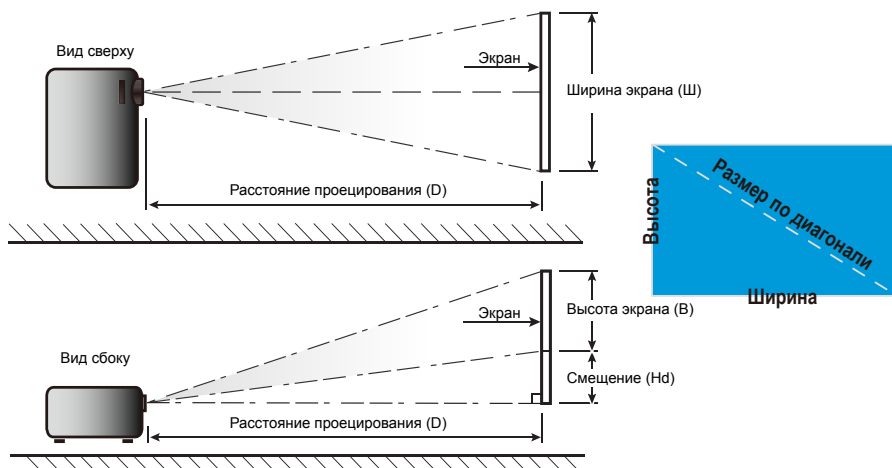 Вид сверху
Экран
Ширина экрана (Ш)
Расстояние проецирования (D)
Высота
Размер по диагонали
Ширина
Вид сбоку
Экран
Высота экрана (В)
Смещение (Hd)
Расстояние проецирования (D)